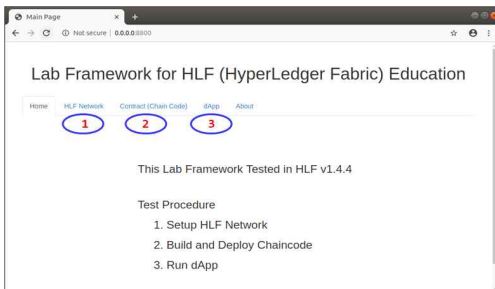 Main Page
Not secure | 0.0.0.0:8800
Lab Framework for HLF (HyperLedger Fabric) Education
Home HLF Network Contract (Chain Code) dApp About
1 2 3
This Lab Framework Tested in HLF v1.4.4
Test Procedure
1. Setup HLF Network
2. Build and Deploy Chaincode
3. Run dApp